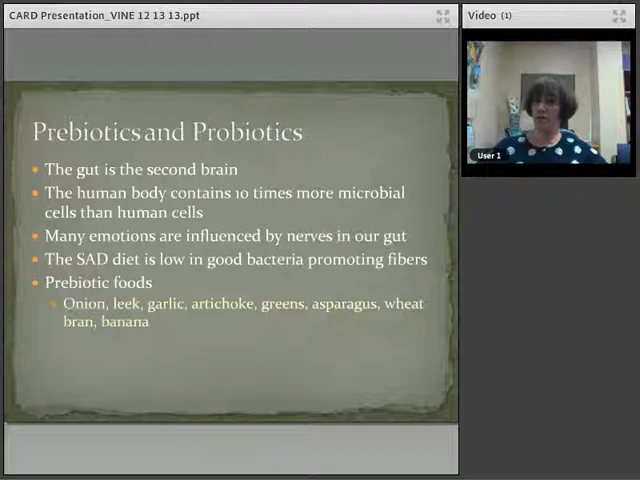 CARD Presentation_VINE 12 13 13.ppt
Video (1)
User 1
Prebiotics and Probiotics
The gut is the second brain
The human body contains 10 times more microbial
cells than human cells
Many emotions are influenced by nerves in our gut
The SAD diet is low in good bacteria promoting fibers
Prebiotic foods
Onion, leek, garlic, artichoke, greens, asparagus, wheat
bran, banana